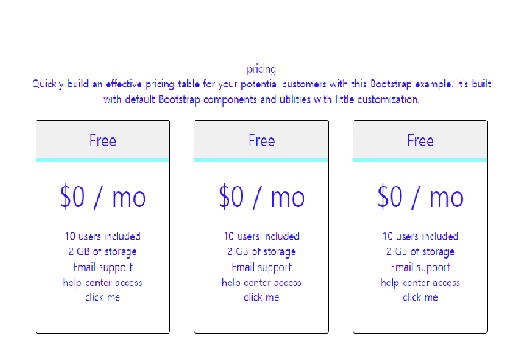 pricing
Quickly build an effective pricing table for your potential customers with this Bootstrap example. It's built
with default Bootstrap components and utilities with little customization.
Free
$0 / mo
10 users included
2 GB of storage
Email support
help center access
click me
Free
$0 / mo
10 users included
2 GB of storage
Email support
help center access
click me
Free
$0 / mo
10 users included
2 GB of storage
Email support
help center access
click me